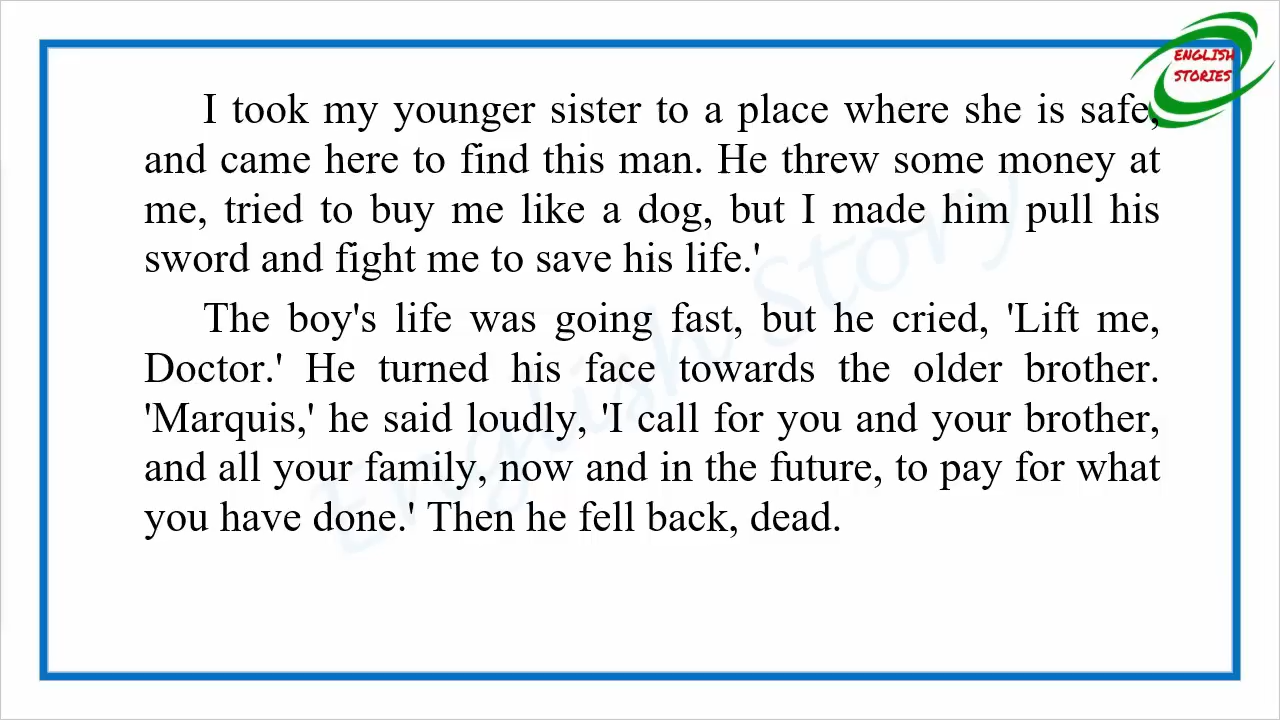 ENGLISH
STORIES
I took my younger sister to a place where she is safe,
and came here to find this man. He threw some money at
me, tried to buy me like a dog, but I made him pull his
sword and fight me to save his life.'
The boy's life was going fast, but he cried, 'Lift me,
Doctor.' He turned his face towards the older brother.
'Marquis,' he said loudly, 'I call for you and your brother,
and all your family, now and in the future, to pay for what
you have done.' Then he fell back, dead.
English Story